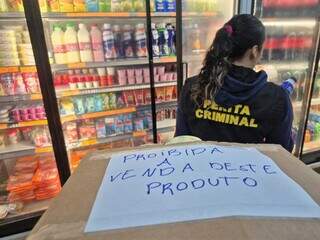 PERITA
CRIMINAL
PROIBIDA
A
VENDA DESTE
PRODUTO